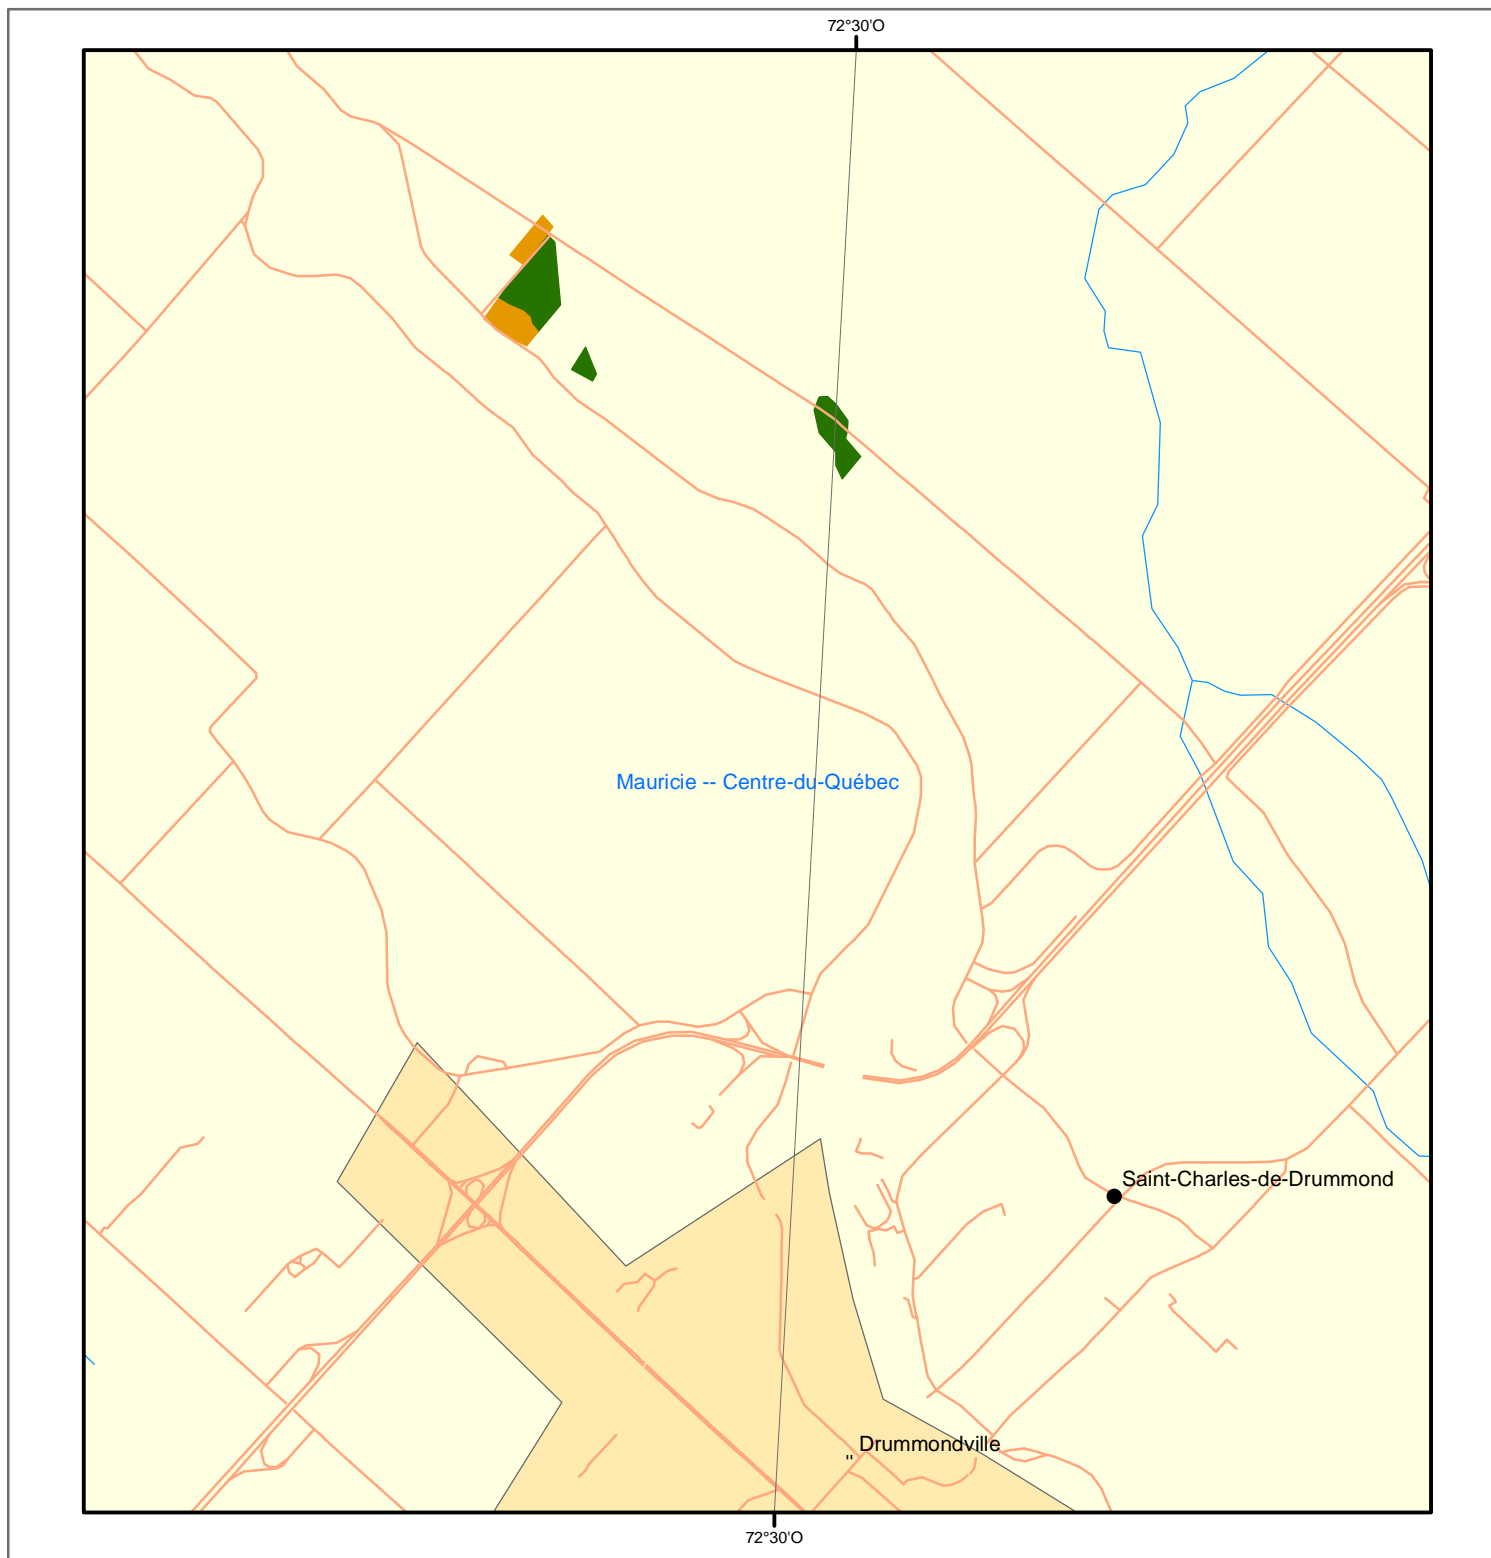 72°30'O
Mauricie -- Centre-du-Québec
Saint-Charles-de-Drummond
Drummondville
"
72°30'O